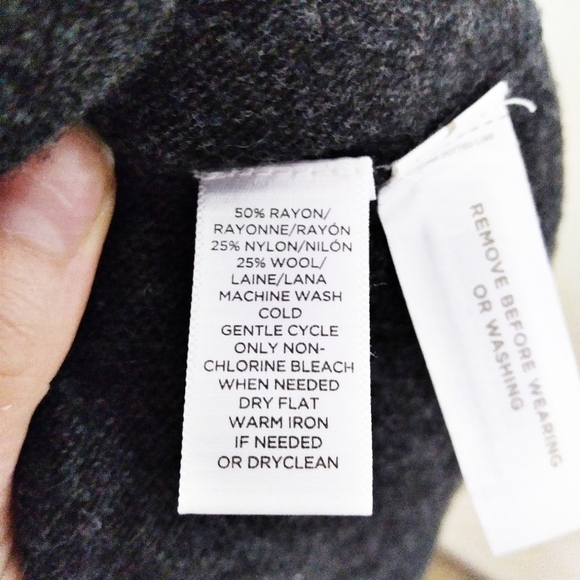 50% RAYON/
RAYONNE/RAYÓN
25% NYLON/NILÓN
25% WOOL/
LAINE/LANA
MACHINE WASH
COLD
GENTLE CYCLE
ONLY NON-
CHLORINE BLEACH
WHEN NEEDED
DRY FLAT
WARM IRON
IF NEEDED
OR DRYCLEAN
REMOVE BEFORE WEARING
OR WASHING